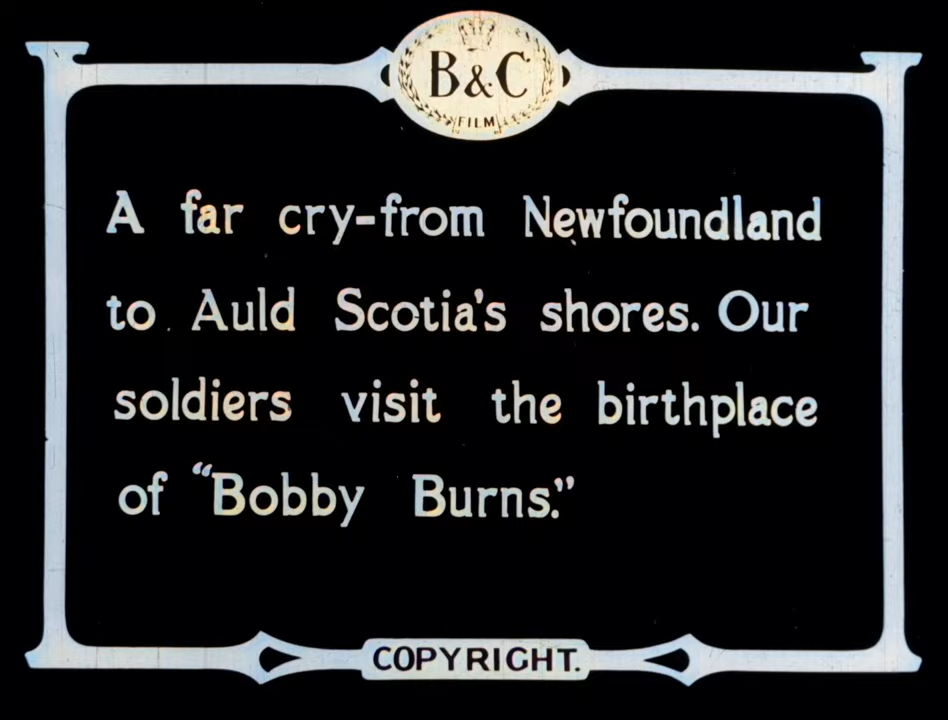 B&C
FILM
A far cry-from Newfoundland
to Auld Scotia's shores. Our
soldiers visit the birthplace
of "Bobby Burns."
COPYRIGHT.